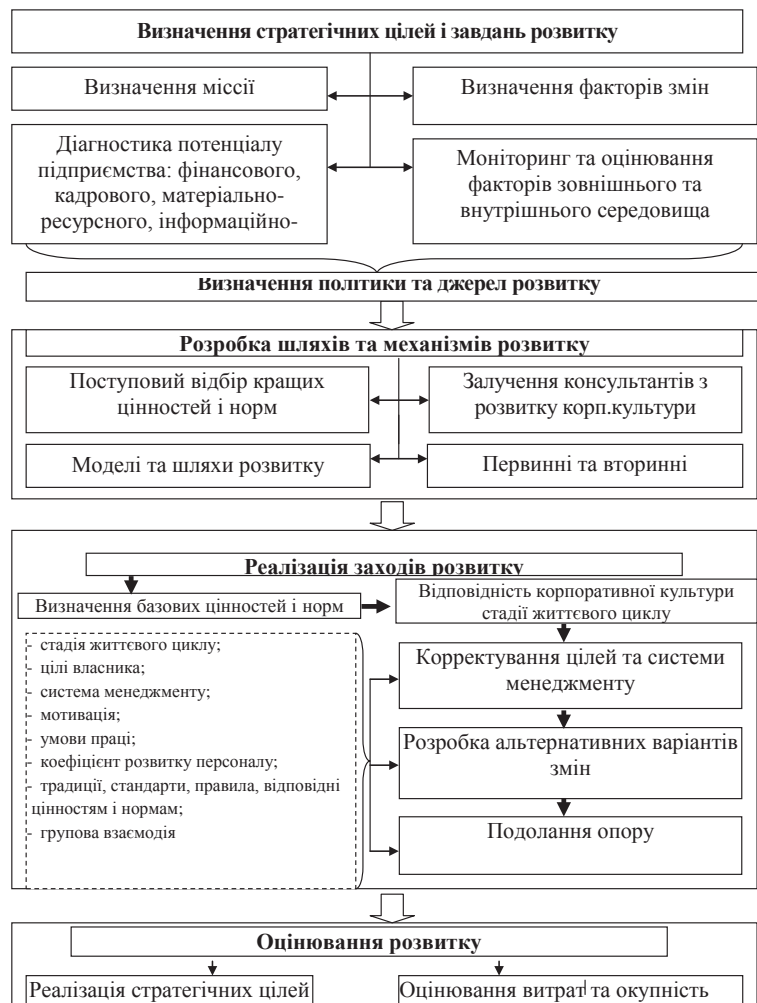 Визначення стратегічних цілей і завдань розвитку
Визначення міссії
Визначення факторів змін
Діагностика потенціалу
підприємства: фінансового,
кадрового, матеріально-
ресурсного, інформаційно-
Моніторинг та оцінювання
факторів зовнішнього та
внутрішнього середовища
Визначення політики та джерел розвитку
Розробка шляхів та механізмів розвитку
Поступовий відбір кращих
цінностей і норм
Залучення консультантів з
розвитку корп.культури
Моделі та шляхи розвитку
Первинні та вторинні
Реалізація заходів розвитку
Визначення базових цінностей і норм
Відповідність корпоративної культури
стадії життєвого циклу
- стадія життєвого циклу;
- цілі власника;
- система менеджменту;
- мотивація;
- умови праці;
- коефіцієнт розвитку персоналу;
- традиції, стандарти, правила, відповідні
цінностям і нормам;
- групова взаємодія
Корректування цілей та системи
менеджменту
Розробка альтернативних варіантів
змін
Подолання опору
Оцінювання розвитку
Реалізація стратегічних цілей
Оцінювання витрат та окупність